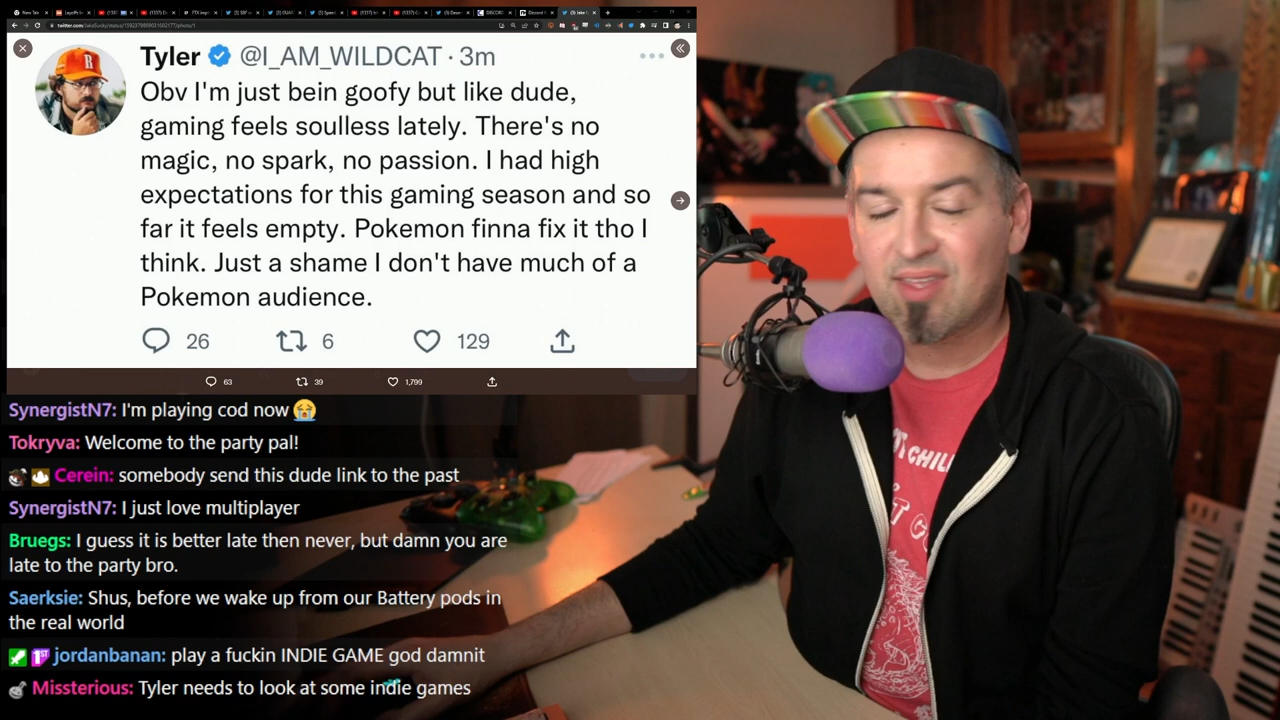 Tyler @I_AM_WILDCAT · 3m
Obv I'm just bein goofy but like dude,
gaming feels soulless lately. There's no
magic, no spark, no passion. I had high
expectations for this gaming season and so
far it feels empty. Pokemon finna fix it tho I
think. Just a shame I don't have much of a
Pokemon audience.
26 6 129
63 39 1,799
SynergistN7: I'm playing cod now 😭
Tokryva: Welcome to the party pal!
Cerein: somebody send this dude link to the past
SynergistN7: I just love multiplayer
Bruegs: I guess it is better late then never, but damn you are
late to the party bro.
Saerksie: Shus, before we wake up from our Battery pods in
the real world
1ST jordanbanan: play a fuckin INDIE GAME god damnit
Missterious: Tyler needs to look at some indie games